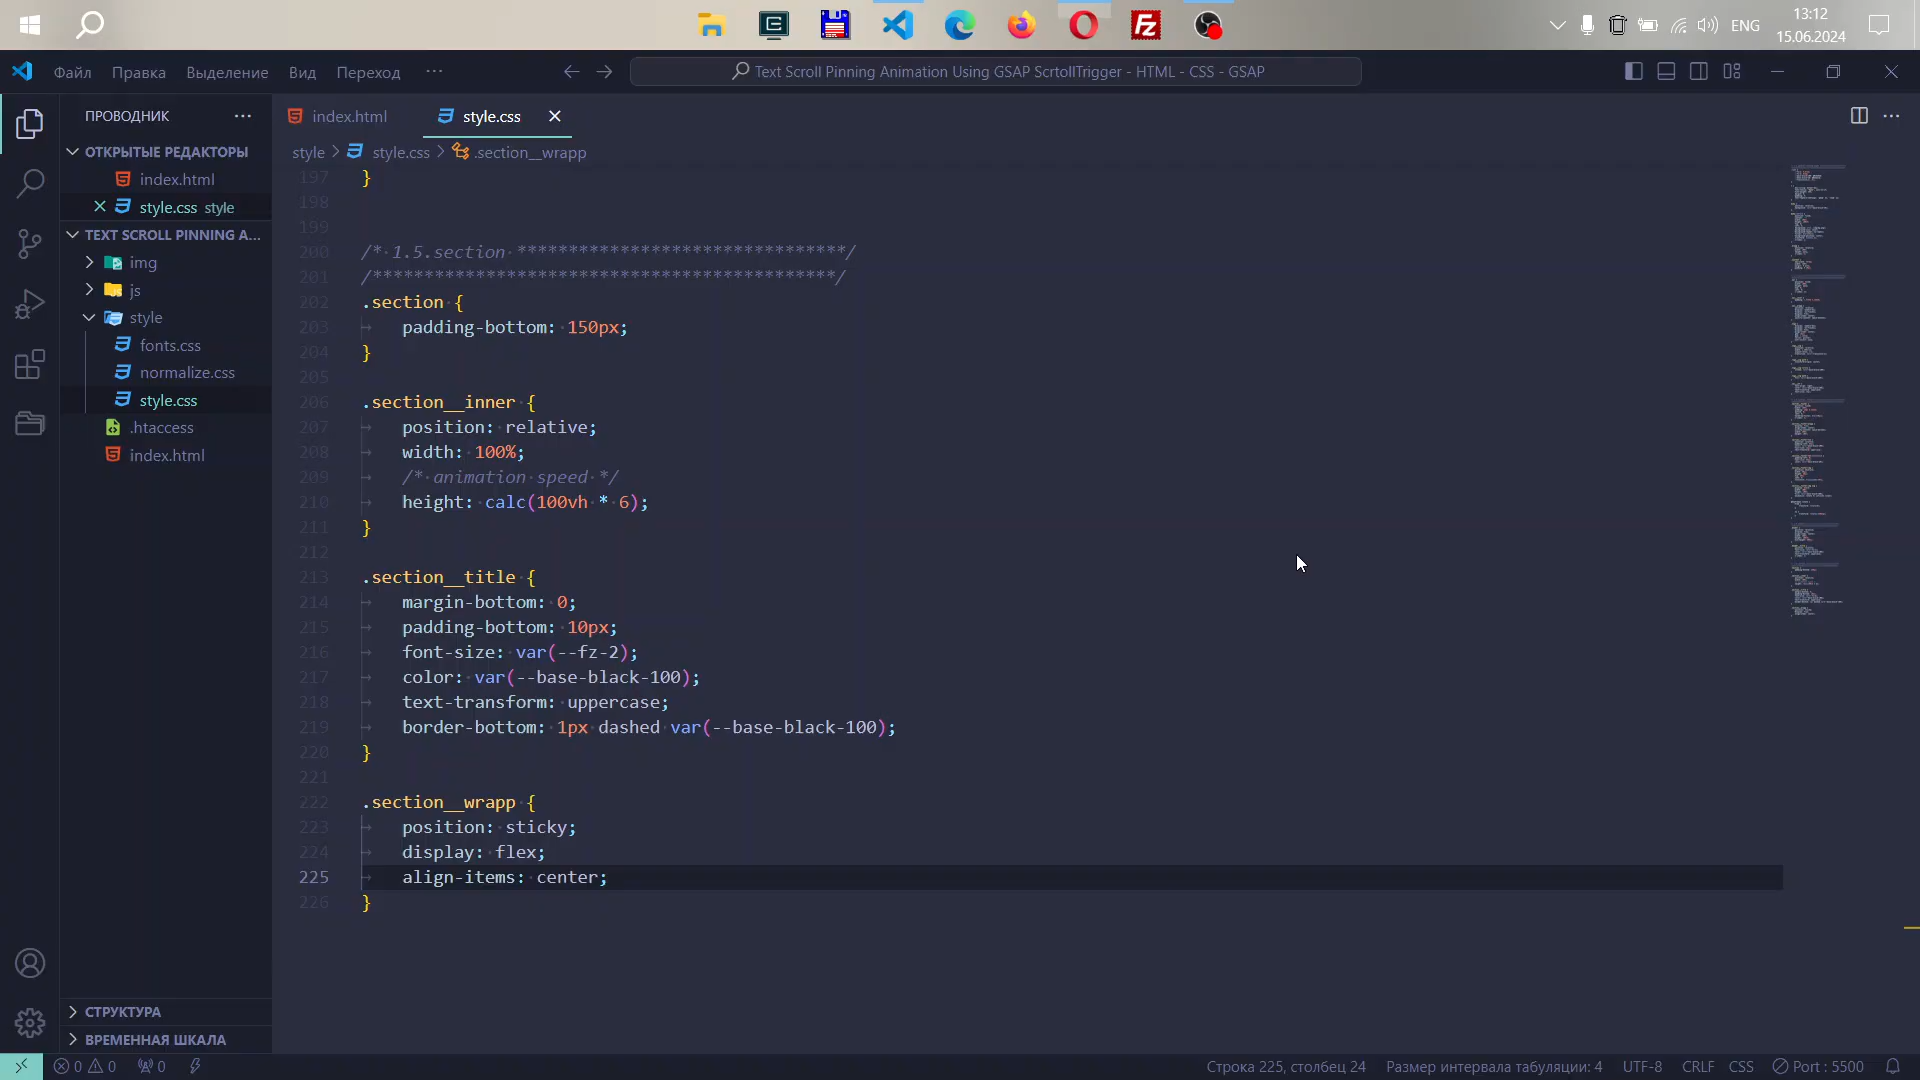 ENG
13:12
15.06.2024
Файл Правка Выделение Вид Переход ···
Text Scroll Pinning Animation Using GSAP ScrtollTrigger - HTML - CSS - GSAP
ПРОВОДНИК ···
index.html
style.css
ОТКРЫТЫЕ РЕДАКТОРЫ
index.html
style.css style
TEXT SCROLL PINNING A...
img
js
style
fonts.css
normalize.css
style.css
.htaccess
index.html
СТРУКТУРА
ВРЕМЕННАЯ ШКАЛА
style > style.css > .section__wrapp
197 }
198
199
200 /* 1.5.section ********************************/
201 /*********************************************/
202 .section {
203 padding-bottom: 150px;
204 }
205
206 .section__inner {
207 position: relative;
208 width: 100%;
209 /* animation speed */
210 height: calc(100vh * 6);
211 }
212
213 .section__title {
214 margin-bottom: 0;
215 padding-bottom: 10px;
216 font-size: var(--fz-2);
217 color: var(--base-black-100);
218 text-transform: uppercase;
219 border-bottom: 1px dashed var(--base-black-100);
220 }
221
222 .section__wrapp {
223 position: sticky;
224 display: flex;
225 align-items: center;
226 }
0 0 0
Строка 225, столбец 24 Размер интервала табуляции: 4 UTF-8 CRLF CSS Port : 5500